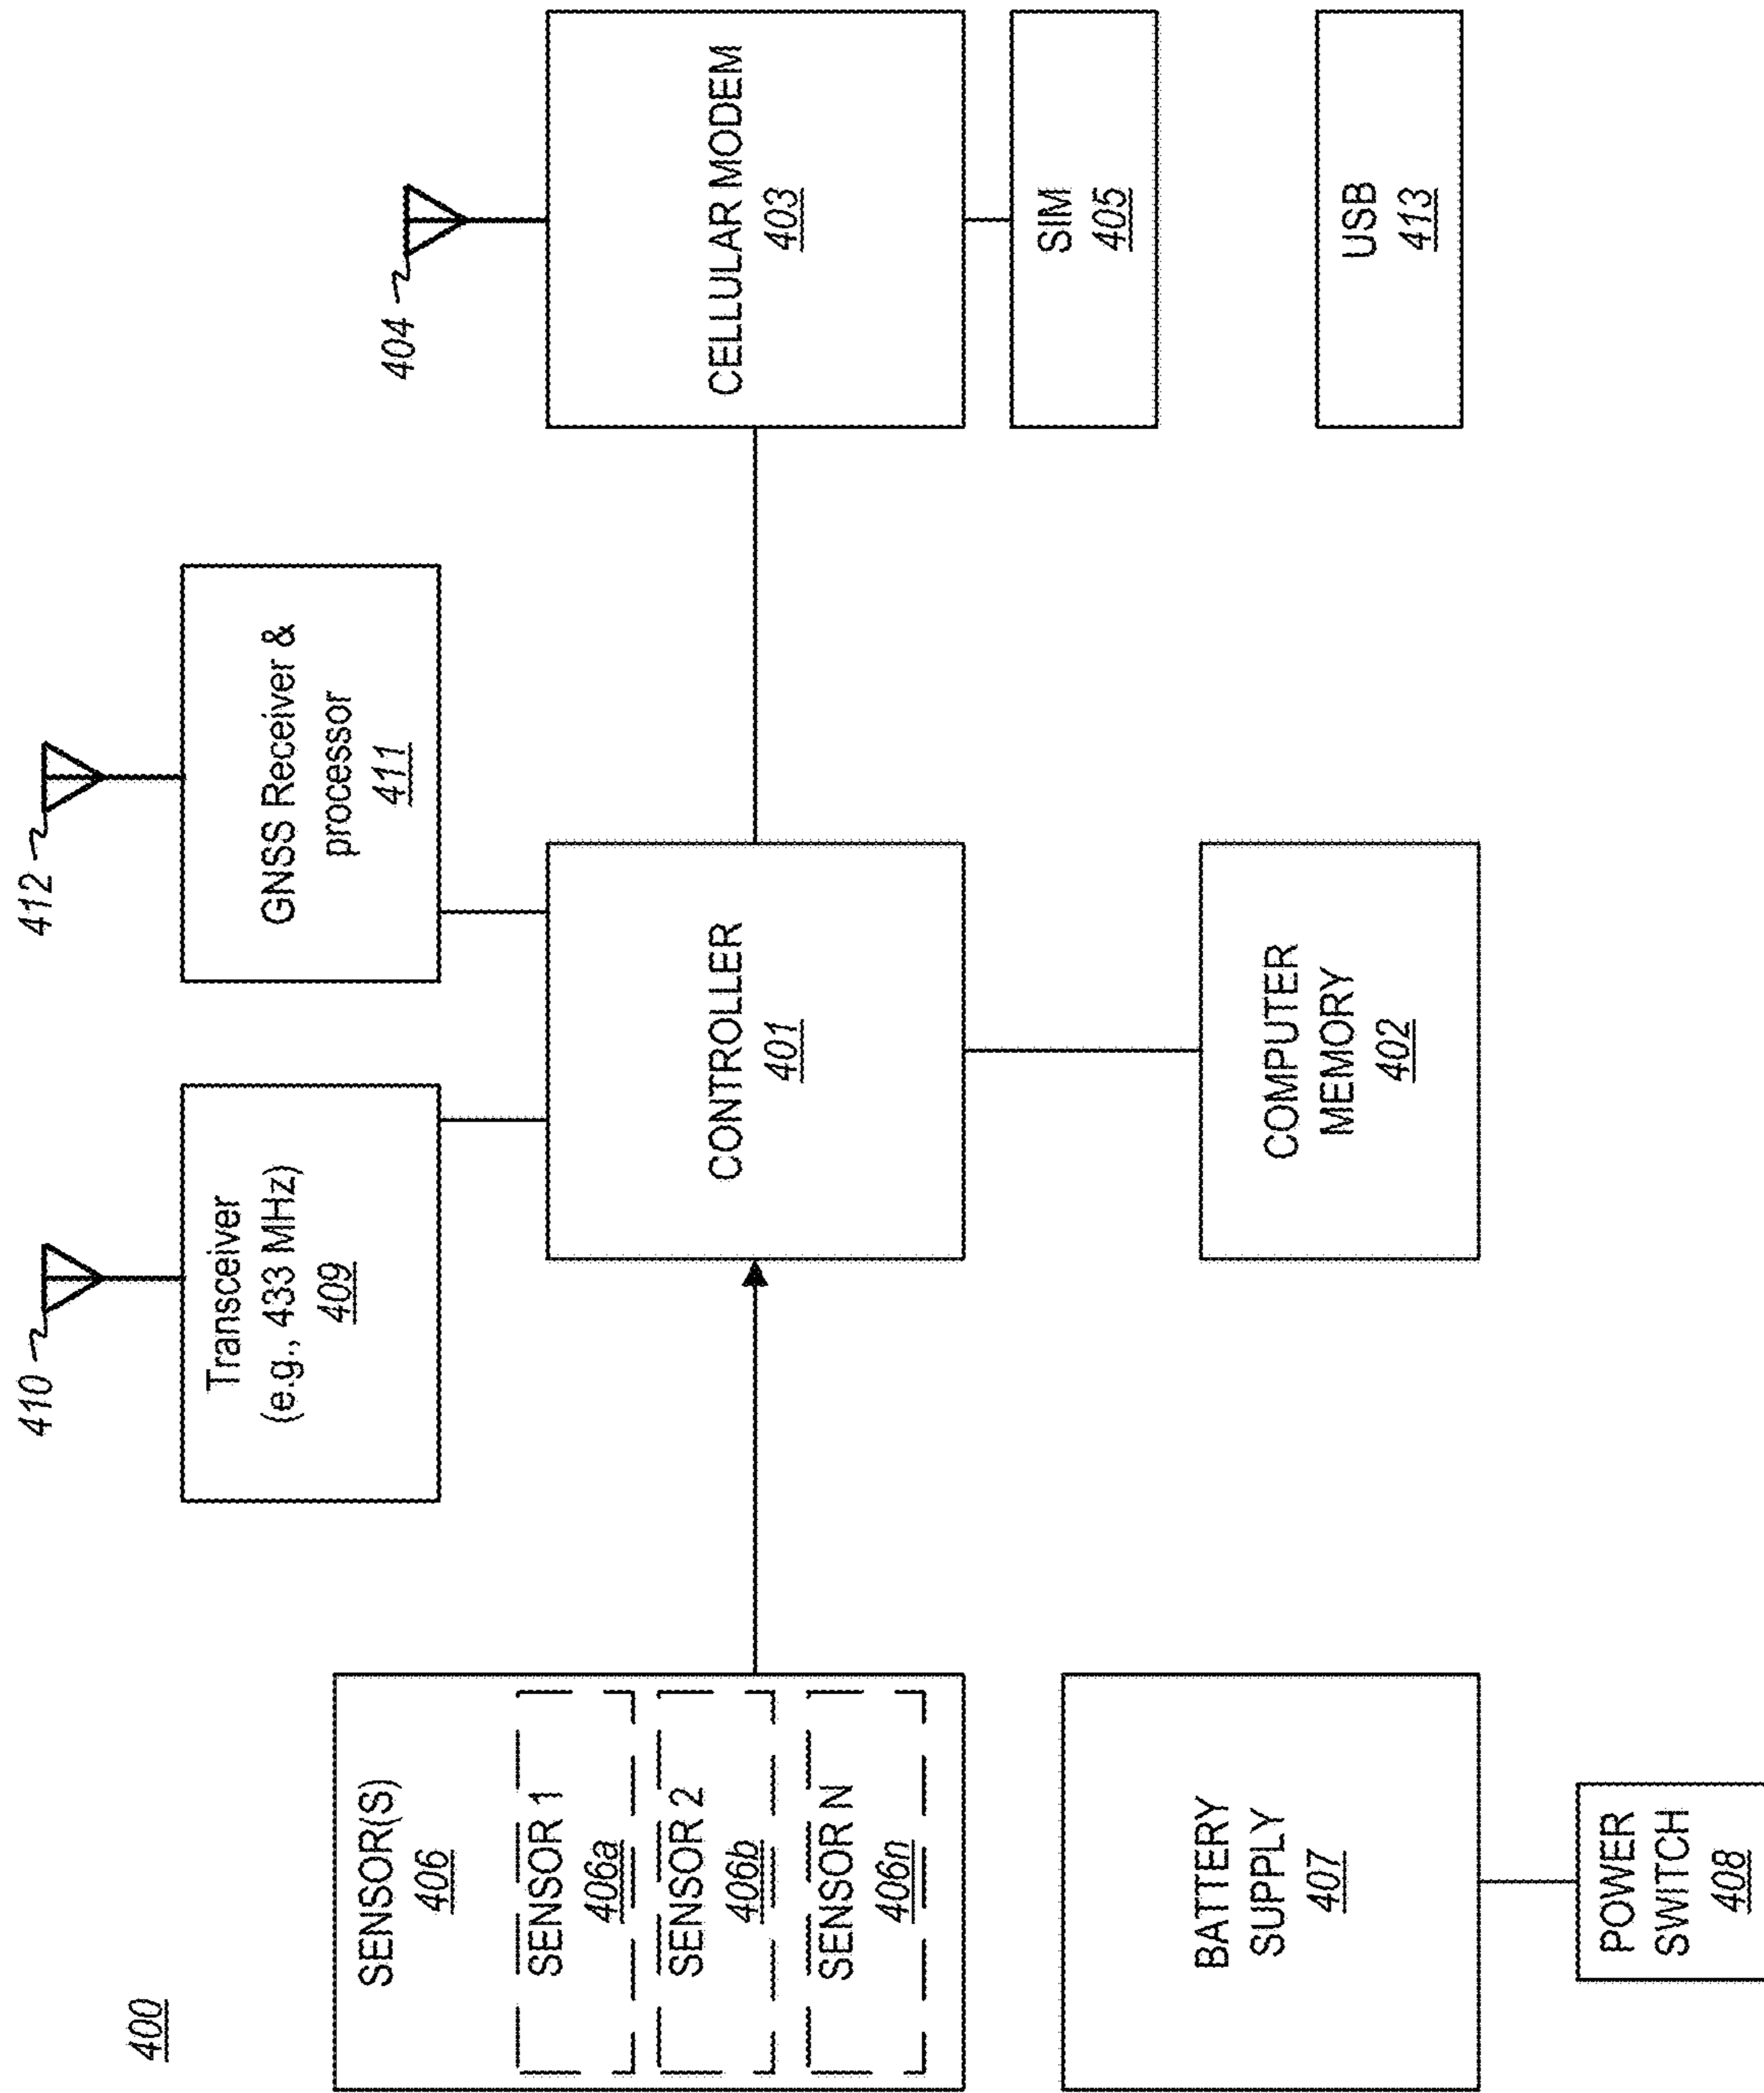 400
410
412
404
Transceiver
(e.g., 433 MHz)
409
GNSS Receiver &
processor
411
SENSOR(S)
406
SENSOR 1
406a
SENSOR 2
406b
SENSOR N
406n
CONTROLLER
401
CELLULAR MODEM
403
SIM
405
BATTERY
SUPPLY
407
COMPUTER
MEMORY
402
USB
413
POWER
SWITCH
408